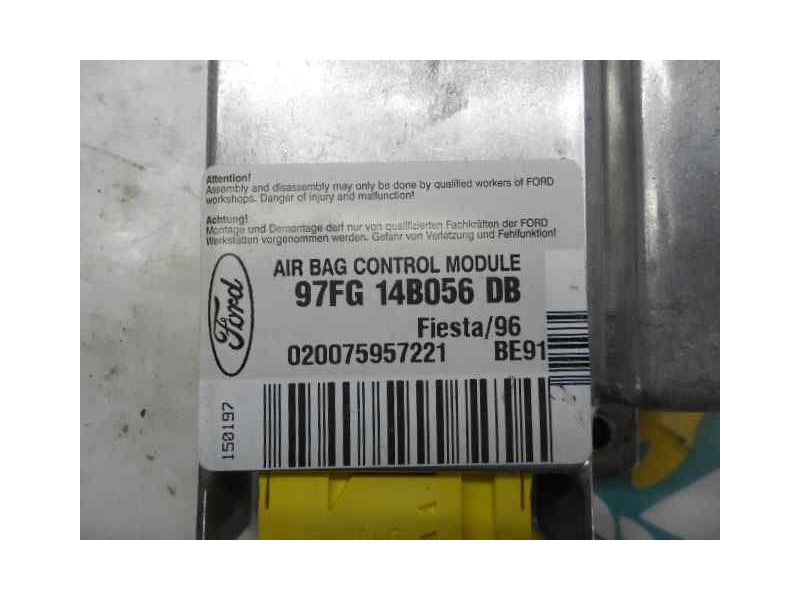 Attention!
Assembly and disassembly may only be done by qualified workers of FORD
workshops. Danger of injury and malfunction!
Achtung!
Montage und Demontage darf nur von qualifizierten Fachkräften der FORD
Werkstätten vorgenommen werden. Gefahr von Verletzung und Fehlfunktion!
Ford
AIR BAG CONTROL MODULE
97FG 14B056 DB
Fiesta/96
020075957221 BE91
150197